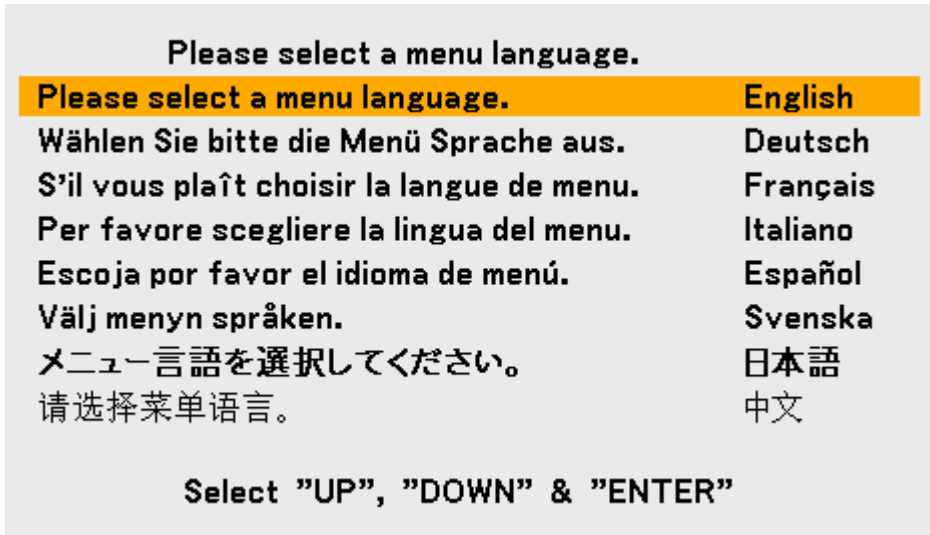 Please select a menu language.
Please select a menu language. English
Wählen Sie bitte die Menü Sprache aus. Deutsch
S'il vous plaît choisir la langue de menu. Français
Per favore scegliere la lingua del menu. Italiano
Escoja por favor el idioma de menú. Español
Välj menyn språken. Svenska
メニュー言語を選択してください。 日本語
请选择菜单语言。 中文
Select ”UP”, ”DOWN” & ”ENTER”